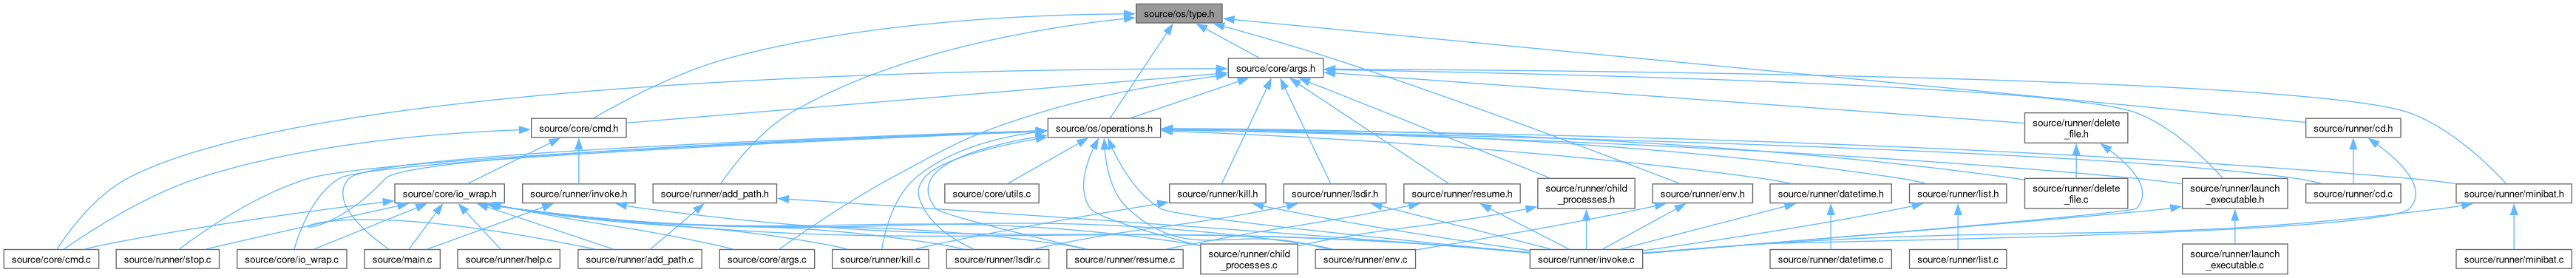 source/os/type.h
source/core/args.h
source/core/cmd.h
source/os/operations.h
source/runner/delete
_file.h
source/runner/cd.h
source/core/io_wrap.h
source/runner/invoke.h
source/runner/add_path.h
source/core/utils.c
source/runner/kill.h
source/runner/lsdir.h
source/runner/resume.h
source/runner/child
_processes.h
source/runner/env.h
source/runner/datetime.h
source/runner/list.h
source/runner/delete
_file.c
source/runner/launch
_executable.h
source/runner/cd.c
source/runner/minibat.h
source/core/cmd.c
source/runner/stop.c
source/core/io_wrap.c
source/main.c
source/runner/help.c
source/runner/add_path.c
source/core/args.c
source/runner/kill.c
source/runner/lsdir.c
source/runner/resume.c
source/runner/child
_processes.c
source/runner/env.c
source/runner/invoke.c
source/runner/datetime.c
source/runner/list.c
source/runner/launch
_executable.c
source/runner/minibat.c